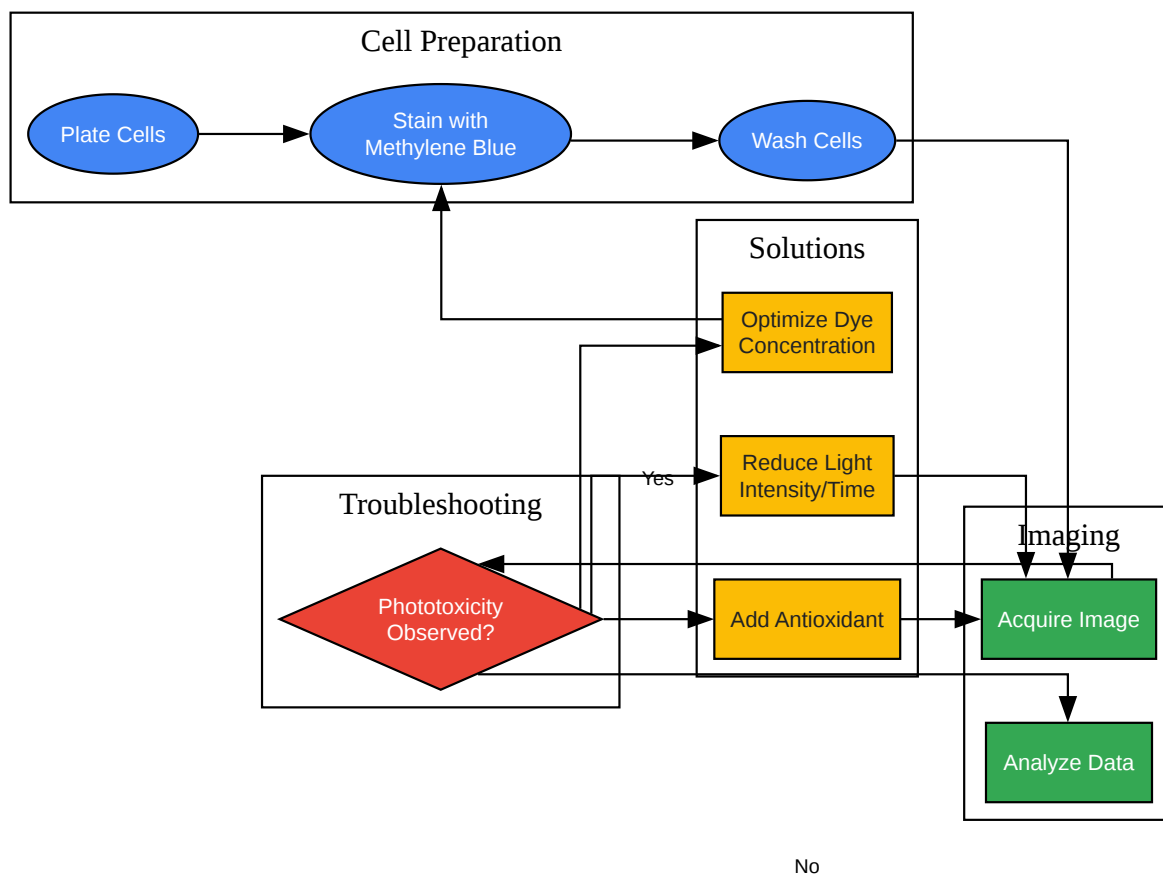 Cell Preparation
Plate Cells
Stain with
Methylene Blue
Wash Cells
Solutions
Optimize Dye
Concentration
Reduce Light
Intensity/Time
Yes
Troubleshooting
Imaging
Phototoxicity
Observed?
Add Antioxidant
Acquire Image
Analyze Data
No